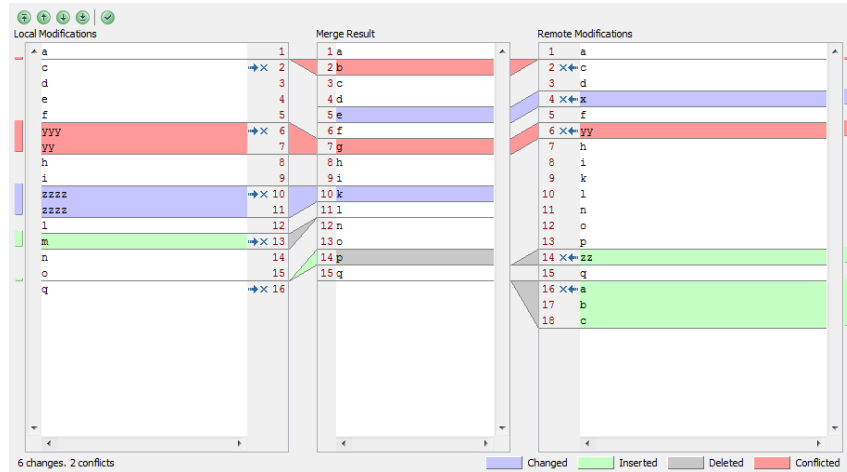 Local Modifications
a 1
c 2
d 3
e 4
f 5
yyy 6
yy 7
h 8
i 9
zzzz 10
zzzz 11
l 12
m 13
n 14
o 15
q 16
Merge Result
1 a
2 b
3 c
4 d
5 e
6 f
7 g
8 h
9 i
10 k
11 l
12 n
13 o
14 p
15 q
Remote Modifications
1 a
2 c
3 d
4 x
5 f
6 yy
7 h
8 i
9 k
10 l
11 n
12 o
13 p
14 zz
15 q
16 a
17 b
18 c
6 changes. 2 conflicts
Changed Inserted Deleted Conflicted